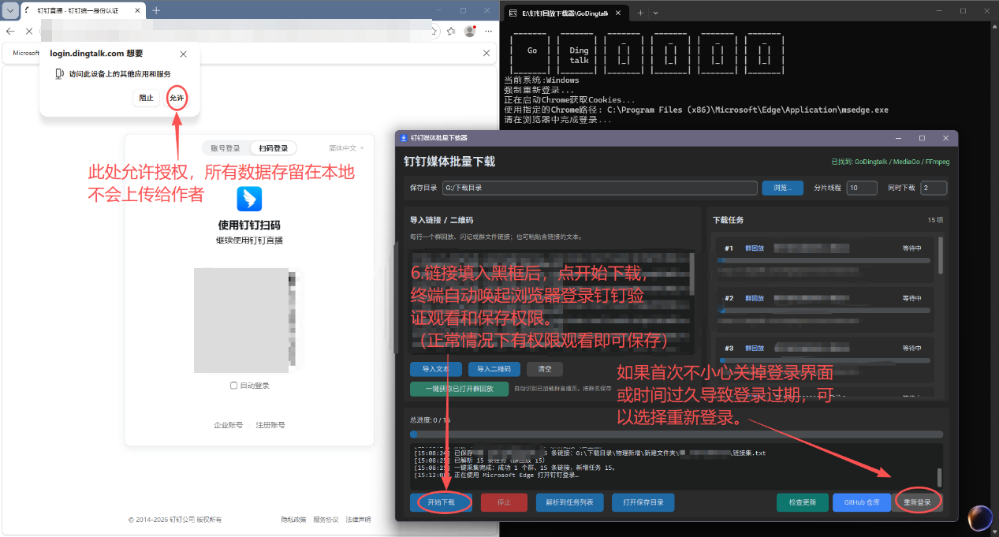 钉钉直播 - 钉钉统一身份认证
Microsoft
login.dingtalk.com 想要
访问此设备上的其他应用和服务
阻止
允许
账号登录
扫码登录
简体中文
此处允许授权，所有数据存留在本地
不会上传给作者
使用钉钉扫码
继续使用钉钉直播
自动登录
企业账号
注册账号
© 2014-2026 钉钉公司 版权所有
隐私政策
服务协议
法律声明
E:\钉钉回放下载器\GoDingtalk
Go
Ding
talk
当前系统:Windows
强制重新登录...
正在启动Chrome获取Cookies...
使用指定的Chrome路径: C:\Program Files (x86)\Microsoft\Edge\Application\msedge.exe
请在浏览器中完成登录...
钉钉媒体批量下载器
钉钉媒体批量下载
已找到: GoDingtalk / MediaGo / FFmpeg
保存目录
G:/下载目录
浏览...
分片线程
10
同时下载
2
导入链接 / 二维码
每行一个群回放、闪记或群文件链接；也可粘贴含链接的文本。
6.链接填入黑框后，点开始下载，
终端自动唤起浏览器登录钉钉验
证观看和保存权限。
（正常情况下有权限观看即可保存）
导入文本
导入二维码
清空
一键获取已打开群回放
自动识别已加载群直播页，按群名保存
下载任务
15 项
#1
群回放
等待中
#2
群回放
等待中
#3
群回放
等待中
如果首次不小心关掉登录界面
或时间过久导致登录过期，可
以选择重新登录。
总进度: 0 / 15
[15:08:24] 已保存
5 条链接: G:\下载目录\物理新增\新建文件夹\
\链接集.txt
[15:08:25] 已解析 15 条任务 (群回放 15)
[15:08:25] 一键采集完成: 成功 1 个群、15 条链接，新增任务 15。
[15:12:0 正在使用 Microsoft Edge 打开钉钉登录…
开始下载
停止
解析到任务列表
打开保存目录
检查更新
GitHub 仓库
重新登录